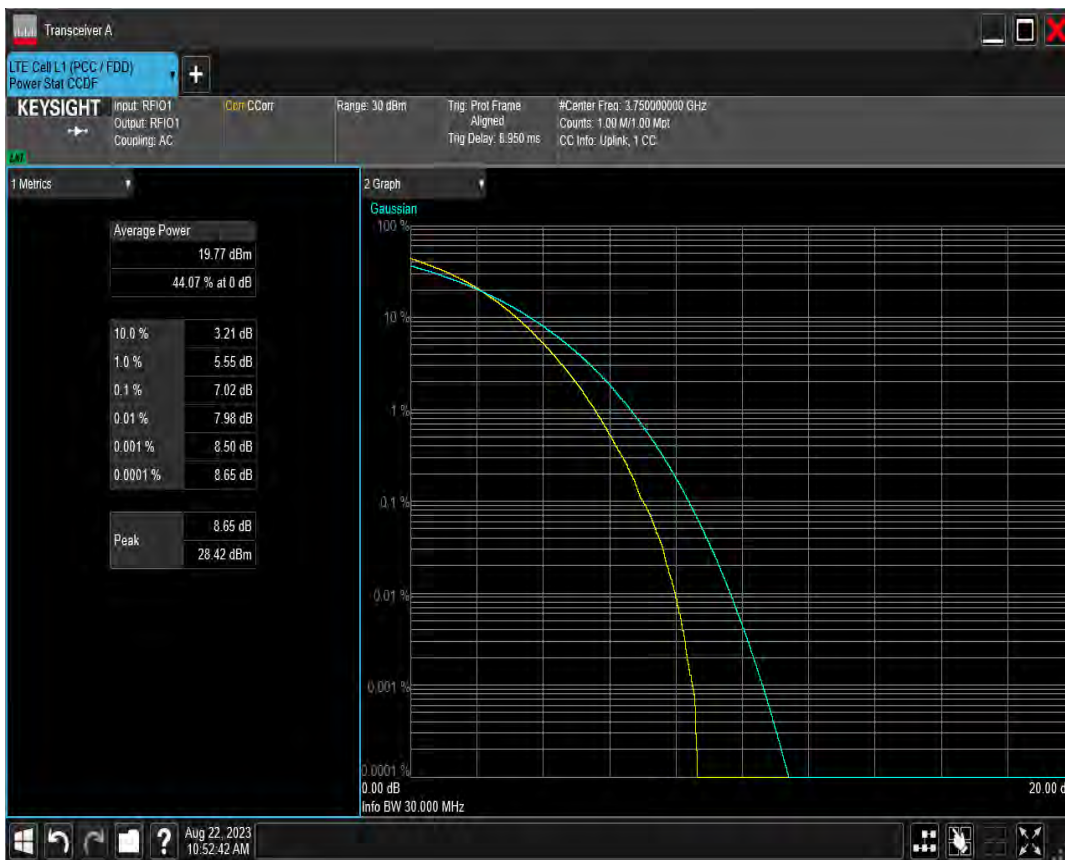 Transceiver A
LTE Cell L1 (PCC / FDD)
Power Stat CCDF
KEYSIGHT
Input: RFIO1
Output: RFIO1
Coupling: AC
Corr CCorr
Range: 30 dBm
Trig: Prot Frame
Aligned
Trig Delay: 8.950 ms
#Center Freq: 3.750000000 GHz
Counts: 1.00 M/1.00 Mpt
CC Info: Uplink, 1 CC
1 Metrics
Average Power
19.77 dBm
44.07 % at 0 dB
10.0 % 3.21 dB
1.0 % 5.55 dB
0.1 % 7.02 dB
0.01 % 7.98 dB
0.001 % 8.50 dB
0.0001 % 8.65 dB
Peak
8.65 dB
28.42 dBm
2 Graph
Gaussian
100 %
10 %
1 %
0.1 %
0.01 %
0.001 %
0.0001 %
0.00 dB
20.00 d
Info BW 30.000 MHz
Aug 22, 2023
10:52:42 AM